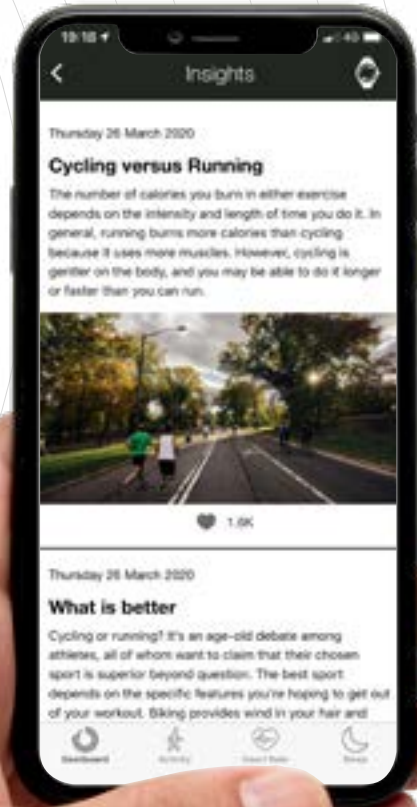 19:18
4G
Insights
Thursday 26 March 2020
Cycling versus Running
The number of calories you burn in either exercise
depends on the intensity and length of time you do it. In
general, running burns more calories than cycling
because it uses more muscles. However, cycling is
gentler on the body, and you may be able to do it longer
or faster than you can run.
1.6K
Thursday 26 March 2020
What is better
Cycling or running? It's an age-old debate among
athletes, all of whom want to claim that their chosen
sport is superior beyond question. The best sport
depends on the specific features you're hoping to get out
of your workout. Biking provides wind in your hair and
Dashboard
Activity
Heart Rate
Sleep